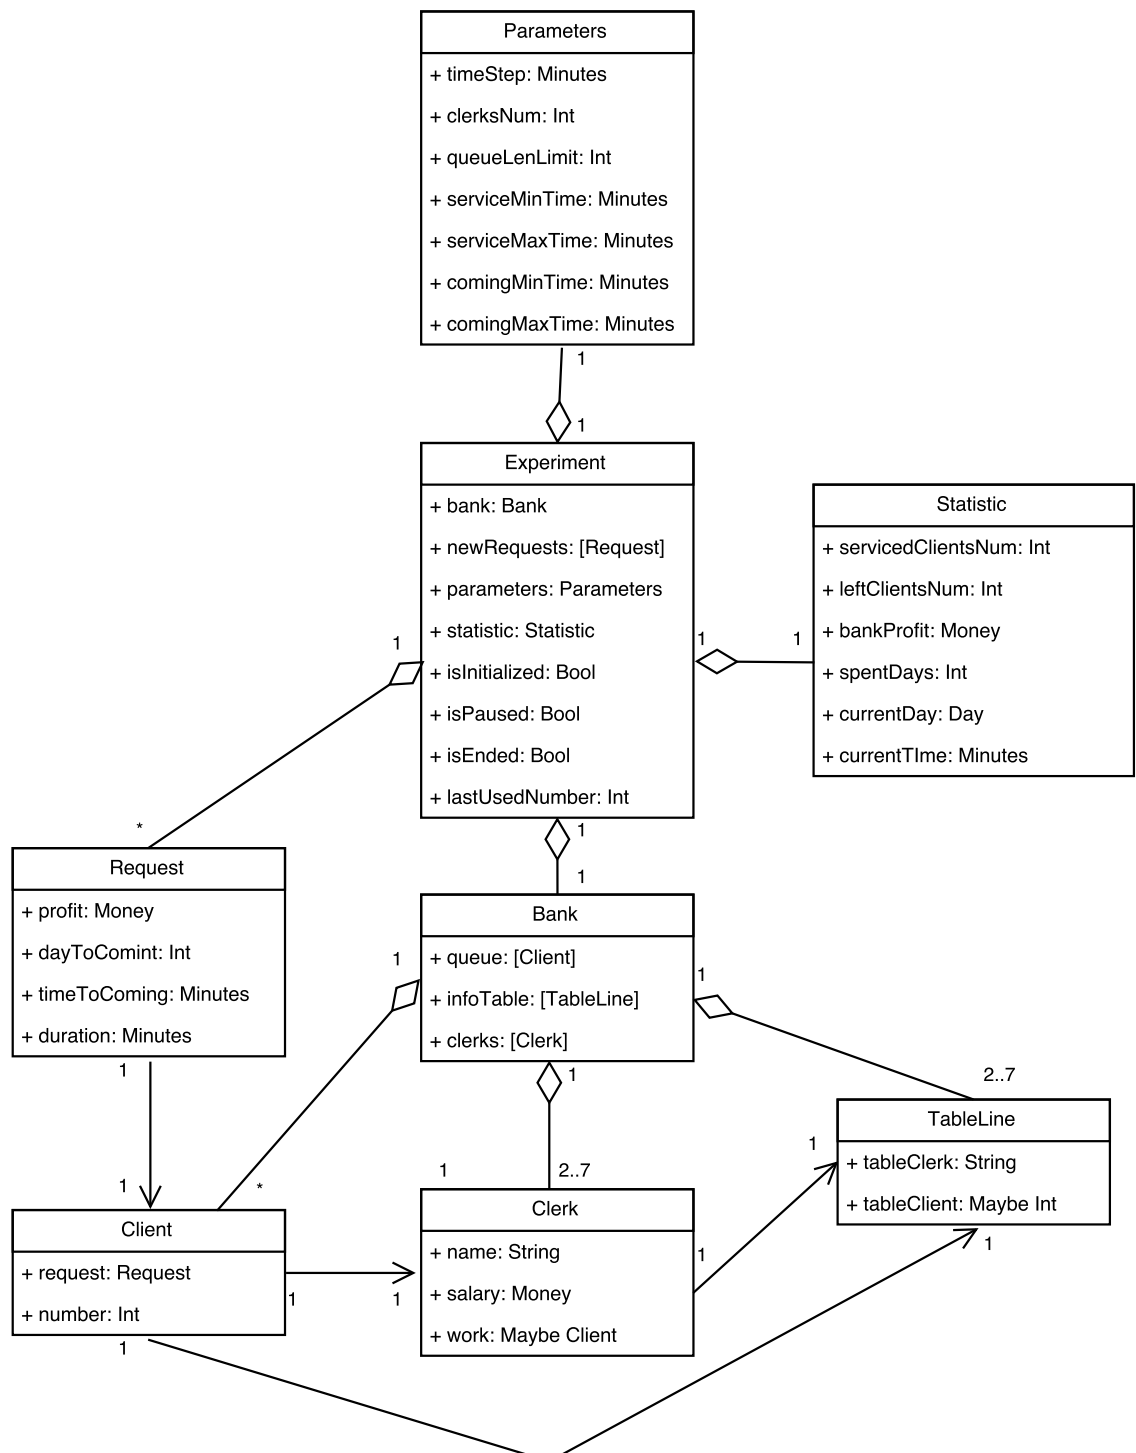 Parameters
+ timeStep: Minutes
+ clerksNum: Int
+ queueLenLimit: Int
+ serviceMinTime: Minutes
+ serviceMaxTime: Minutes
+ comingMinTime: Minutes
+ comingMaxTime: Minutes
1
1
Experiment
+ bank: Bank
+ newRequests: [Request]
+ parameters: Parameters
+ statistic: Statistic
+ isInitialized: Bool
+ isPaused: Bool
+ isEnded: Bool
+ lastUsedNumber: Int
Statistic
+ servicedClientsNum: Int
+ leftClientsNum: Int
+ bankProfit: Money
+ spentDays: Int
+ currentDay: Day
+ currentTIme: Minutes
1
1
1
*
1
1
Request
+ profit: Money
+ dayToComint: Int
+ timeToComing: Minutes
+ duration: Minutes
Bank
+ queue: [Client]
+ infoTable: [TableLine]
+ clerks: [Clerk]
1
1
1
2..7
1
1
*
1
2..7
TableLine
+ tableClerk: String
+ tableClient: Maybe Int
1
Client
+ request: Request
+ number: Int
Clerk
+ name: String
+ salary: Money
+ work: Maybe Client
1
1
1
1
1